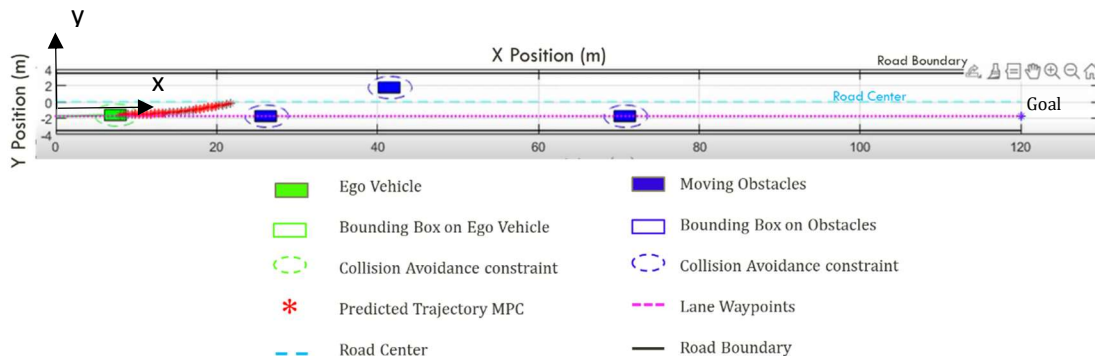 y
X Position (m)
Road Boundary
Y Position (m)
4
2
0
-2
-4
x
Road Center
Goal
0
20
40
60
80
100
120
Ego Vehicle
Moving Obstacles
Bounding Box on Ego Vehicle
Bounding Box on Obstacles
Collision Avoidance constraint
Collision Avoidance constraint
Predicted Trajectory MPC
Lane Waypoints
Road Center
Road Boundary